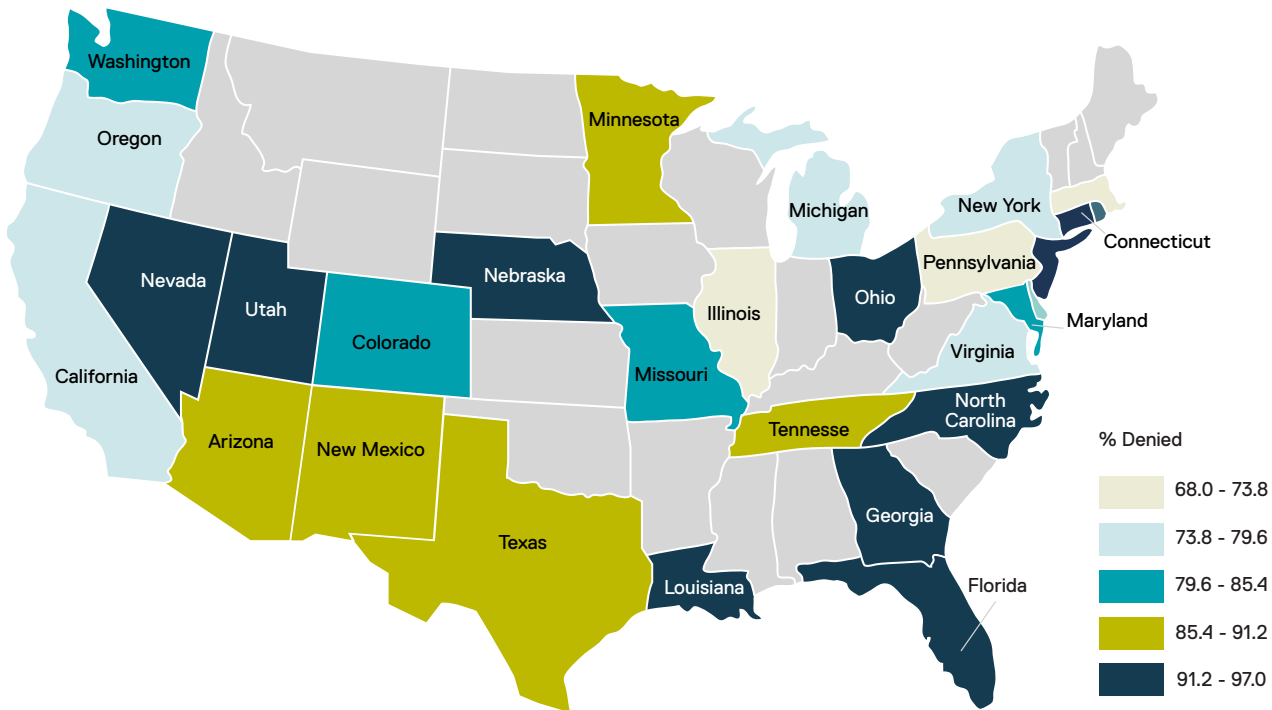 Washington
Oregon
California
Nevada
Utah
Colorado
Arizona
New Mexico
Texas
Nebraska
Minnesota
Missouri
Illinois
Michigan
Ohio
Tennesse
Louisiana
Georgia
Florida
North
Carolina
Virginia
Maryland
Pennsylvania
New York
Connecticut
% Denied
68.0 - 73.8
73.8 - 79.6
79.6 - 85.4
85.4 - 91.2
91.2 - 97.0